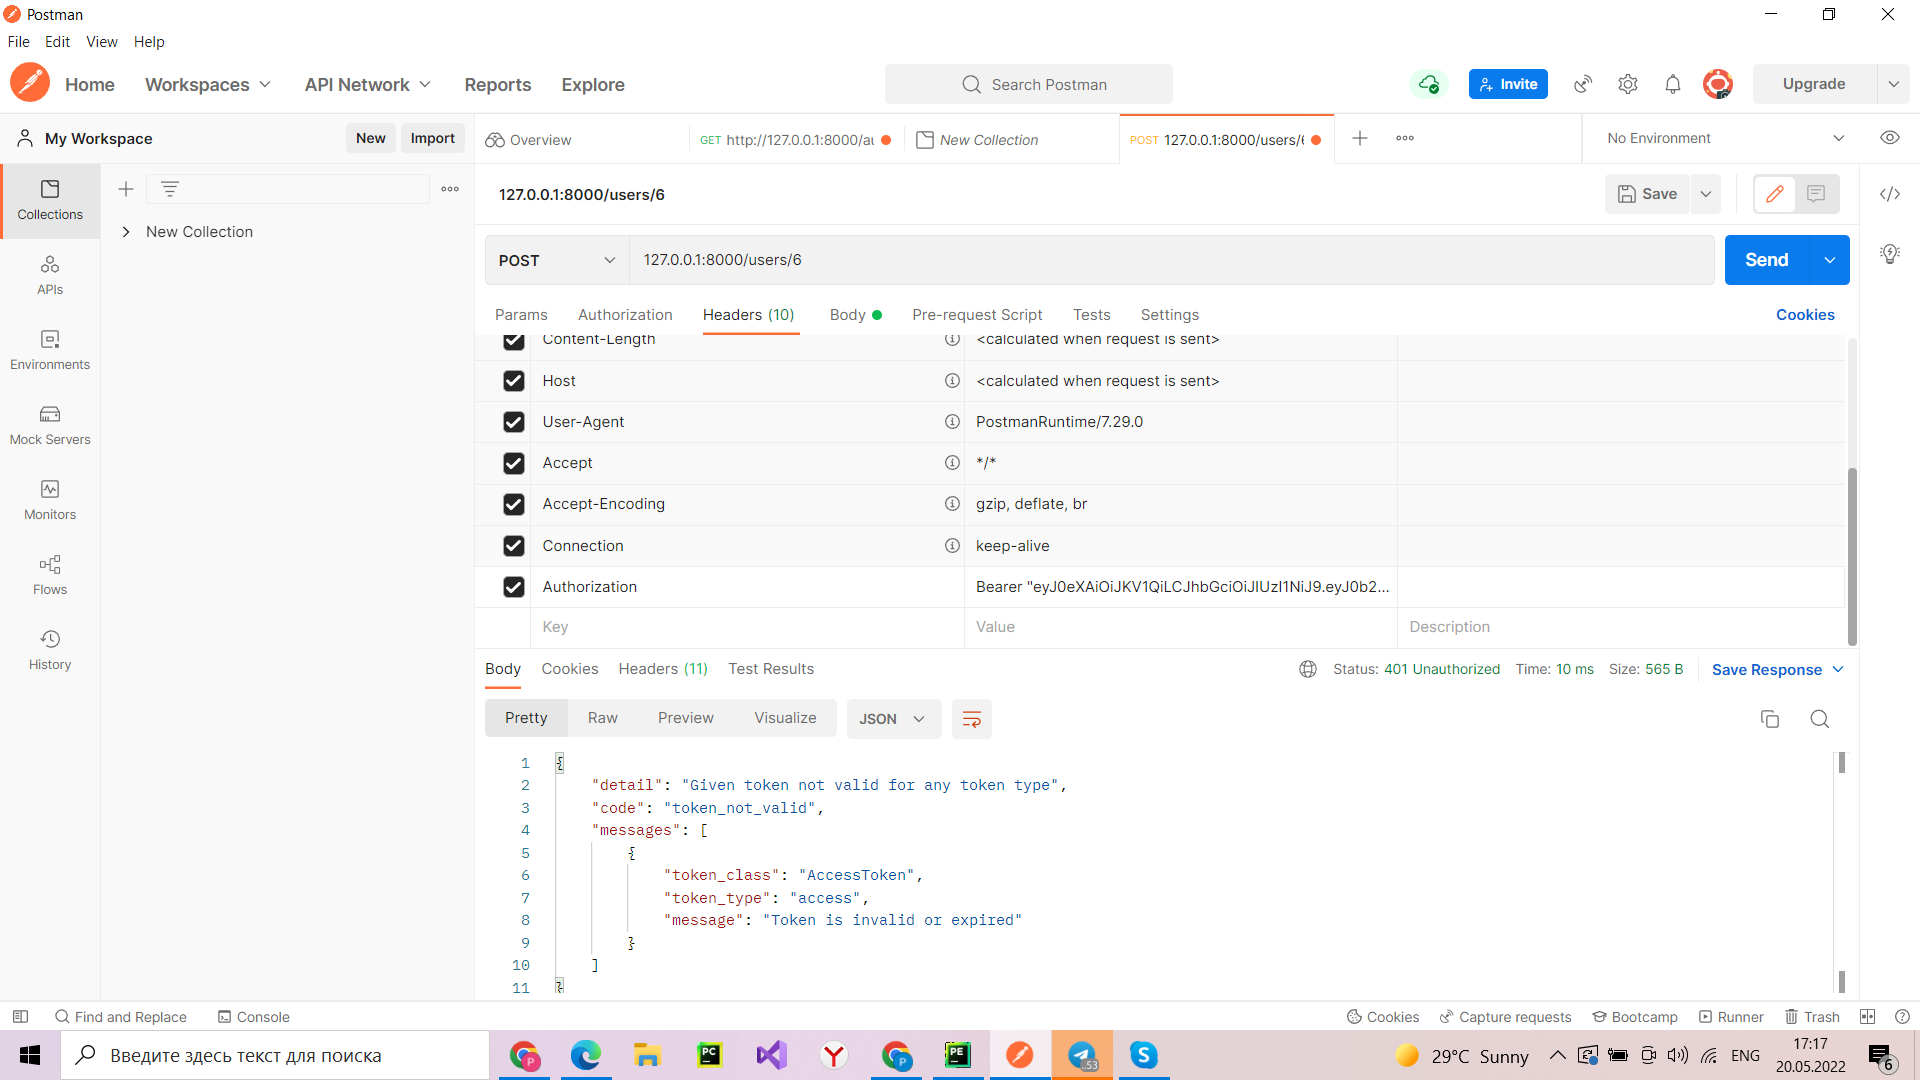 Postman
File Edit View Help
Home Workspaces API Network Reports Explore Search Postman Invite Upgrade
My Workspace New Import Overview GET http://127.0.0.1:8000/au New Collection POST 127.0.0.1:8000/users/6 No Environment
Collections
New Collection
APIs
Environments
Mock Servers
Monitors
Flows
History
127.0.0.1:8000/users/6 Save
POST 127.0.0.1:8000/users/6 Send
Params Authorization Headers (10) Body Pre-request Script Tests Settings Cookies
Content-Length <calculated when request is sent>
Host <calculated when request is sent>
User-Agent PostmanRuntime/7.29.0
Accept */*
Accept-Encoding gzip, deflate, br
Connection keep-alive
Authorization Bearer "eyJ0eXAiOiJKV1QiLCJhbGciOiJIUzI1NiJ9.eyJ0b2...
Key Value Description
Body Cookies Headers (11) Test Results Status: 401 Unauthorized Time: 10 ms Size: 565 B Save Response
Pretty Raw Preview Visualize JSON
1 {
2 "detail": "Given token not valid for any token type",
3 "code": "token_not_valid",
4 "messages": [
5 {
6 "token_class": "AccessToken",
7 "token_type": "access",
8 "message": "Token is invalid or expired"
9 }
10 ]
11 }
Find and Replace Console Cookies Capture requests Bootcamp Runner Trash
Введите здесь текст для поиска 29°C Sunny ENG 17:17
20.05.2022 6